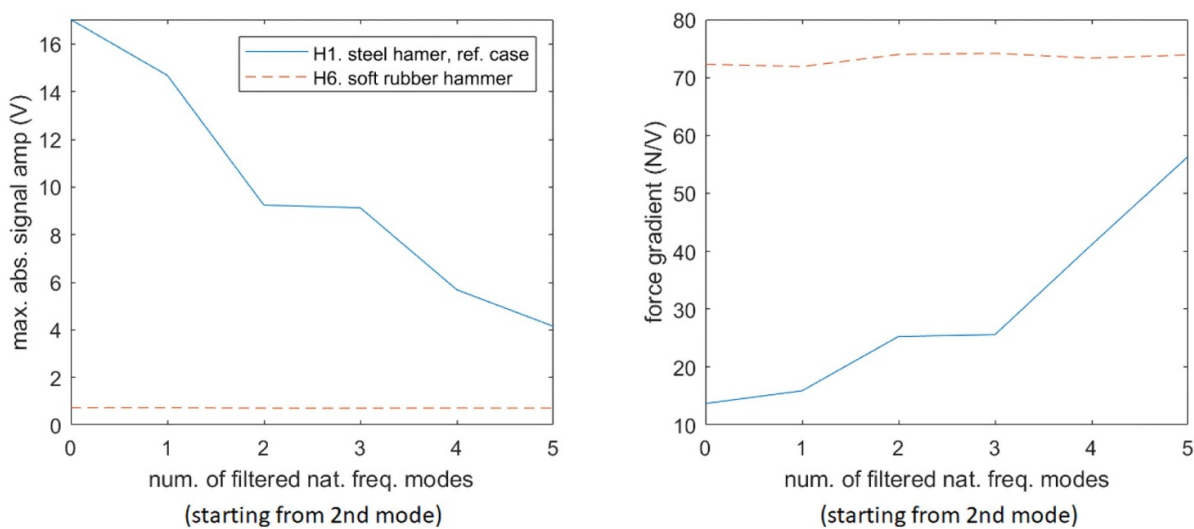 max. abs. signal amp (V)
16
14
12
10
8
6
4
2
0
H1. steel hamer, ref. case
H6. soft rubber hammer
0 1 2 3 4 5
num. of filtered nat. freq. modes
(starting from 2nd mode)
force gradient (N/V)
80
70
60
50
40
30
20
10
0 1 2 3 4 5
num. of filtered nat. freq. modes
(starting from 2nd mode)